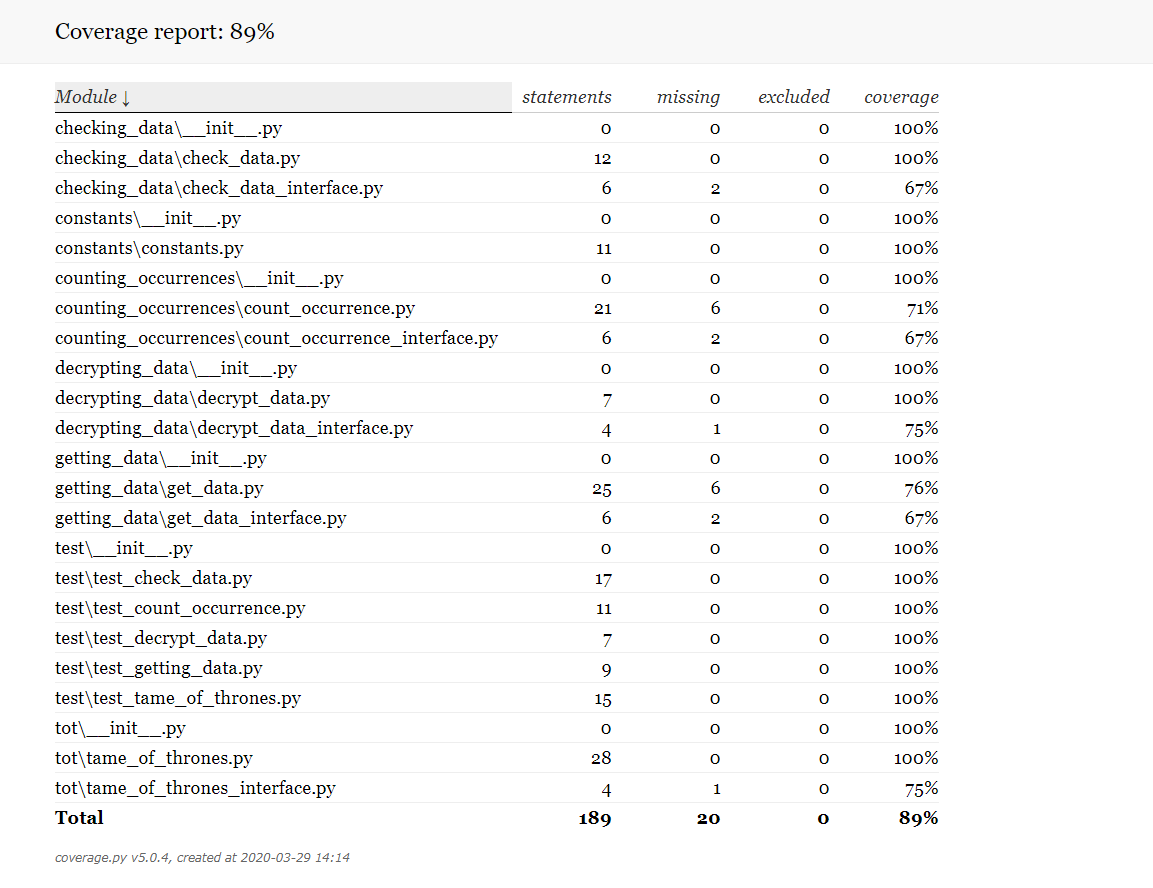 Coverage report: 89%
Module ↓ statements missing excluded coverage
checking_data\__init__.py 0 0 0 100%
checking_data\check_data.py 12 0 0 100%
checking_data\check_data_interface.py 6 2 0 67%
constants\__init__.py 0 0 0 100%
constants\constants.py 11 0 0 100%
counting_occurrences\__init__.py 0 0 0 100%
counting_occurrences\count_occurrence.py 21 6 0 71%
counting_occurrences\count_occurrence_interface.py 6 2 0 67%
decrypting_data\__init__.py 0 0 0 100%
decrypting_data\decrypt_data.py 7 0 0 100%
decrypting_data\decrypt_data_interface.py 4 1 0 75%
getting_data\__init__.py 0 0 0 100%
getting_data\get_data.py 25 6 0 76%
getting_data\get_data_interface.py 6 2 0 67%
test\__init__.py 0 0 0 100%
test\test_check_data.py 17 0 0 100%
test\test_count_occurrence.py 11 0 0 100%
test\test_decrypt_data.py 7 0 0 100%
test\test_getting_data.py 9 0 0 100%
test\test_tame_of_thrones.py 15 0 0 100%
tot\__init__.py 0 0 0 100%
tot\tame_of_thrones.py 28 0 0 100%
tot\tame_of_thrones_interface.py 4 1 0 75%
Total 189 20 0 89%
coverage.py v5.0.4, created at 2020-03-29 14:14